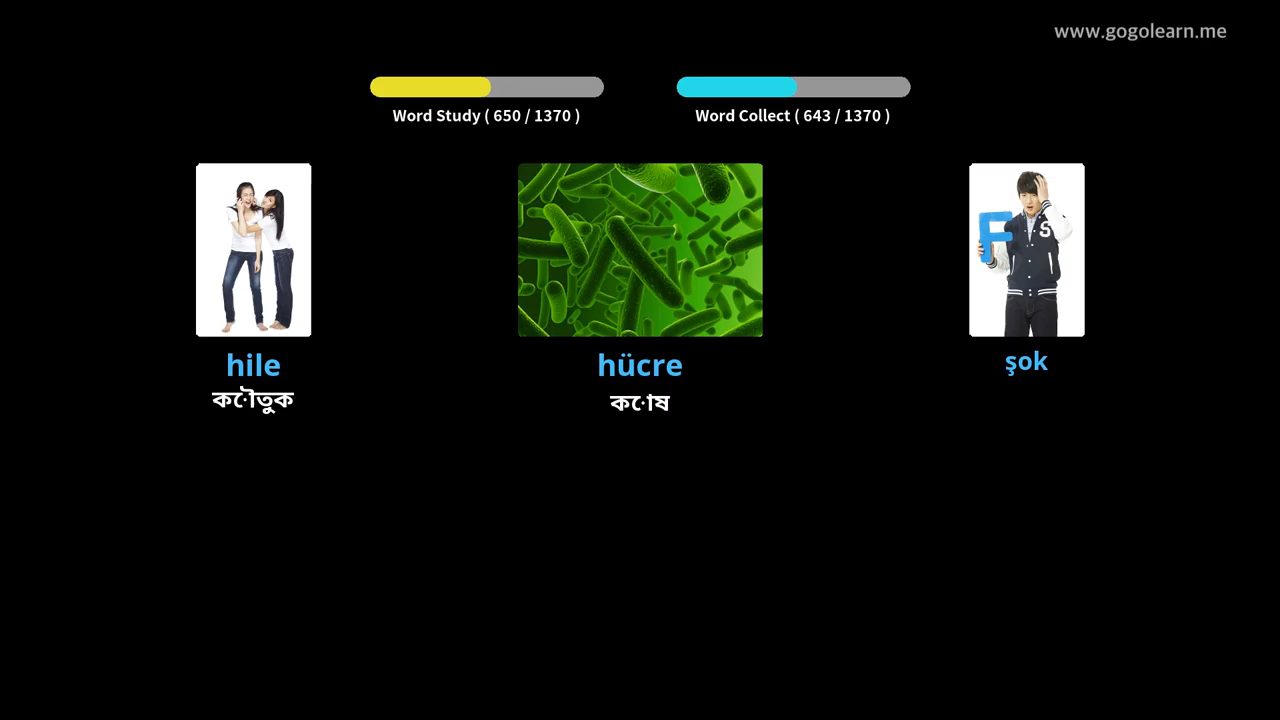 www.gogolearn.me
Word Study ( 650 / 1370 )
Word Collect ( 643 / 1370 )
F
S
hile
hücre
şok
কৌতুক
কোষ